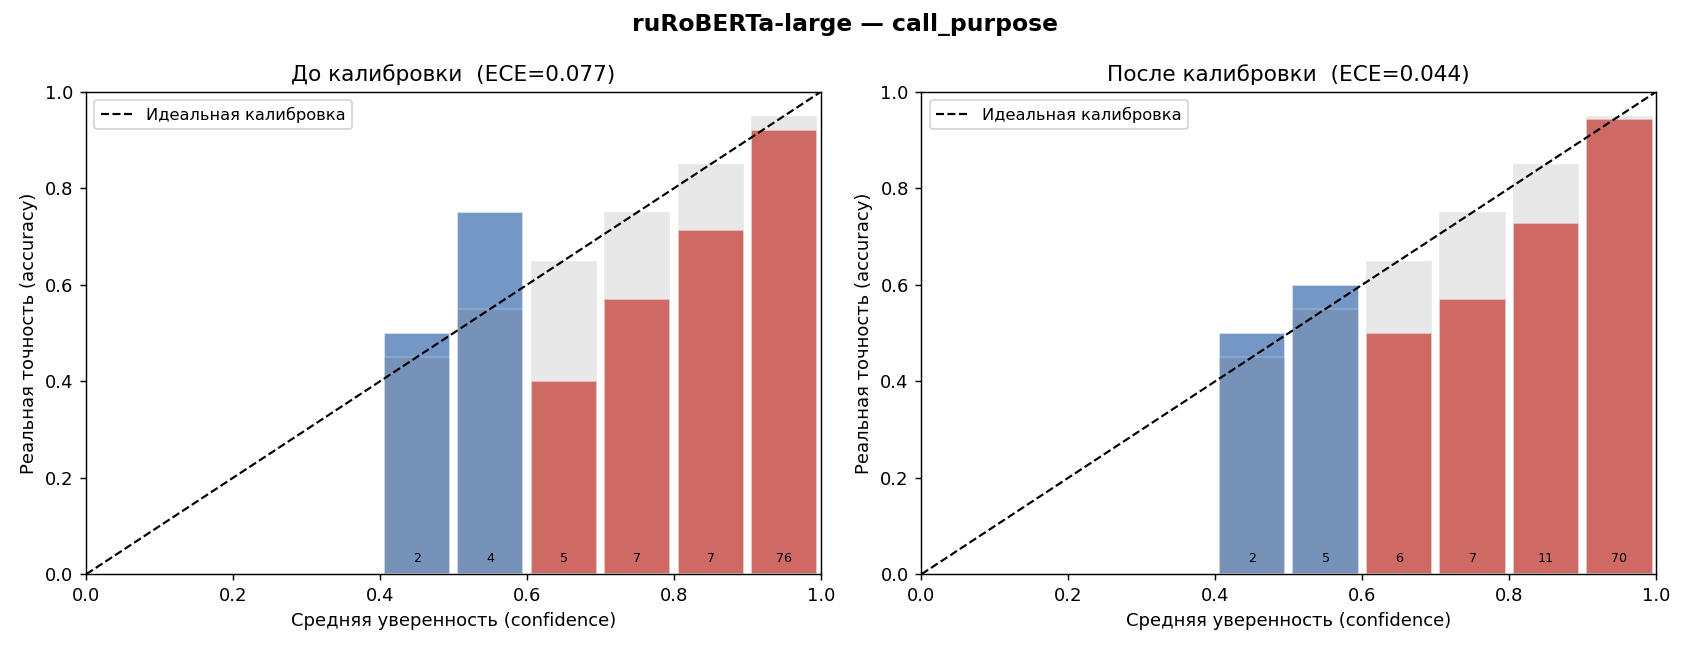 ruRoBERTa-large — call_purpose
До калибровки  (ECE=0.077)
Идеальная калибровка
Реальная точность (accuracy)
1.0
0.8
0.6
0.4
0.2
0.0
2 4 5 7 7 76
0.0 0.2 0.4 0.6 0.8 1.0
Средняя уверенность (confidence)
После калибровки  (ECE=0.044)
Идеальная калибровка
Реальная точность (accuracy)
1.0
0.8
0.6
0.4
0.2
0.0
2 5 6 7 11 70
0.0 0.2 0.4 0.6 0.8 1.0
Средняя уверенность (confidence)